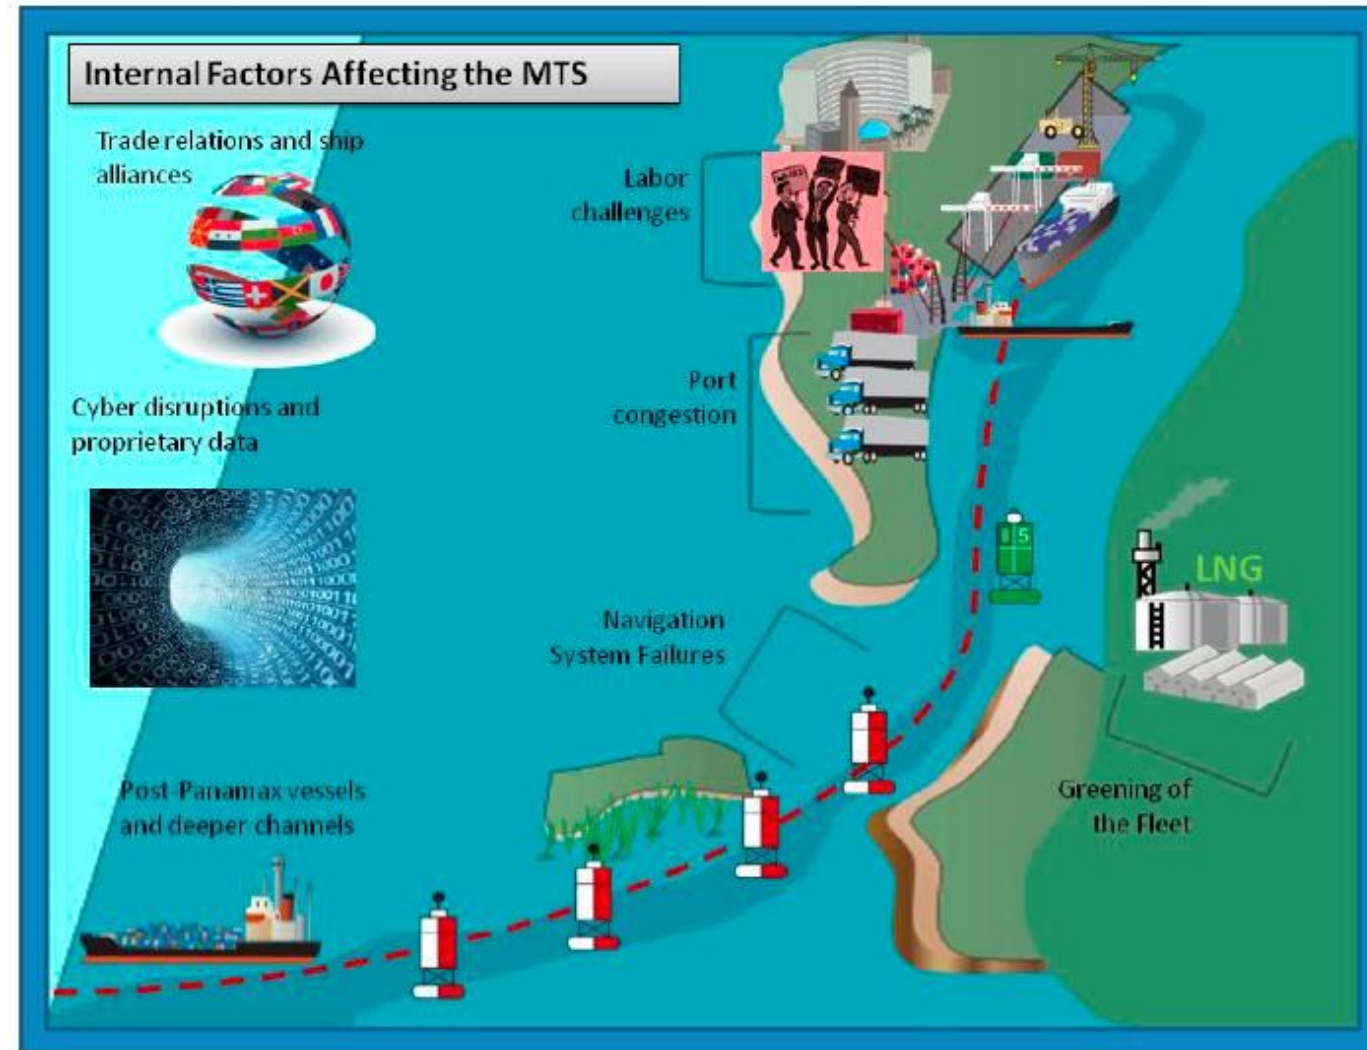 Internal Factors Affecting the MTS
Trade relations and ship
alliances
Labor
challenges
Port
congestion
Cyber disruptions and
proprietary data
5
LNG
Navigation
System Failures
Post-Panamax vessels
and deeper channels
Greening of
the Fleet